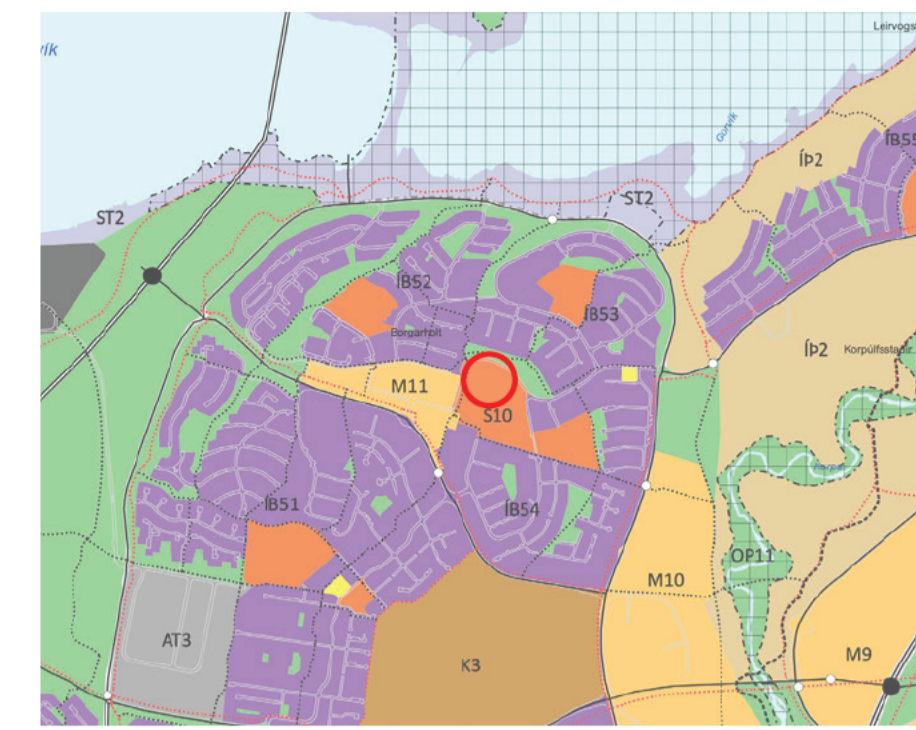 vík
Leirvogs
Gorvík
ÍB55
ÍÞ2
ST2
ST2
ÍB52
ÍB53
Borgarholt
ÍÞ2
Korpúlfsstaðir
M11
S10
ÍB51
ÍB54
OP11
M10
AT3
K3
M9